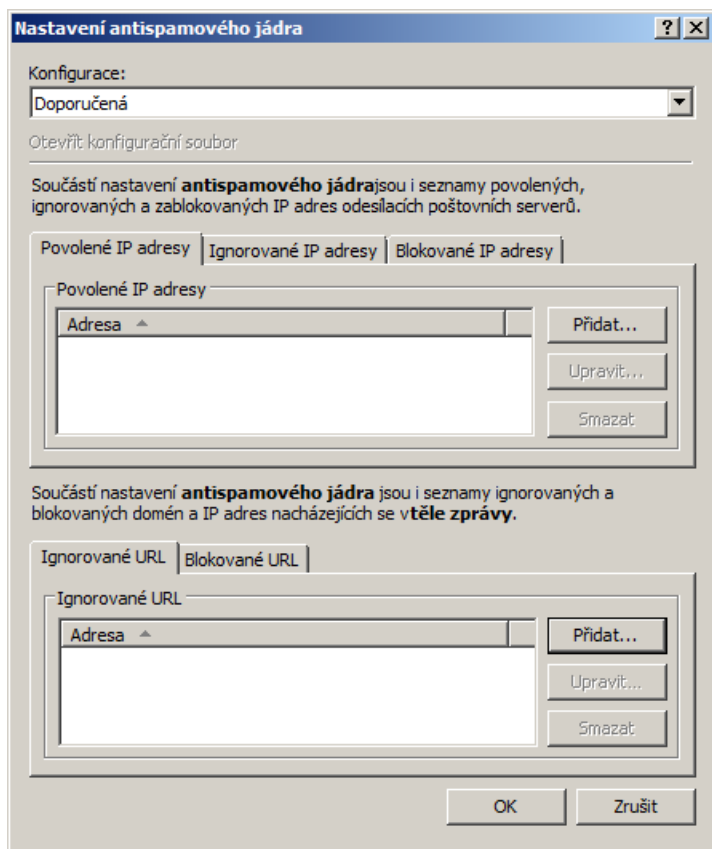 Nastavení antispamového jádra
Konfigurace:
Doporučená
Otevřít konfigurační soubor
Součástí nastavení antispamového jádrajsou i seznamy povolených,
ignorovaných a zablokovaných IP adres odesílacích poštovních serverů.
Povolené IP adresy Ignorované IP adresy Blokované IP adresy
Povolené IP adresy
Adresa
Přidat...
Upravit...
Smazat
Součástí nastavení antispamového jádra jsou i seznamy ignorovaných a
blokovaných domén a IP adres nacházejících se vtěle zprávy.
Ignorované URL Blokované URL
Ignorované URL
Adresa
Přidat...
Upravit...
Smazat
OK Zrušit